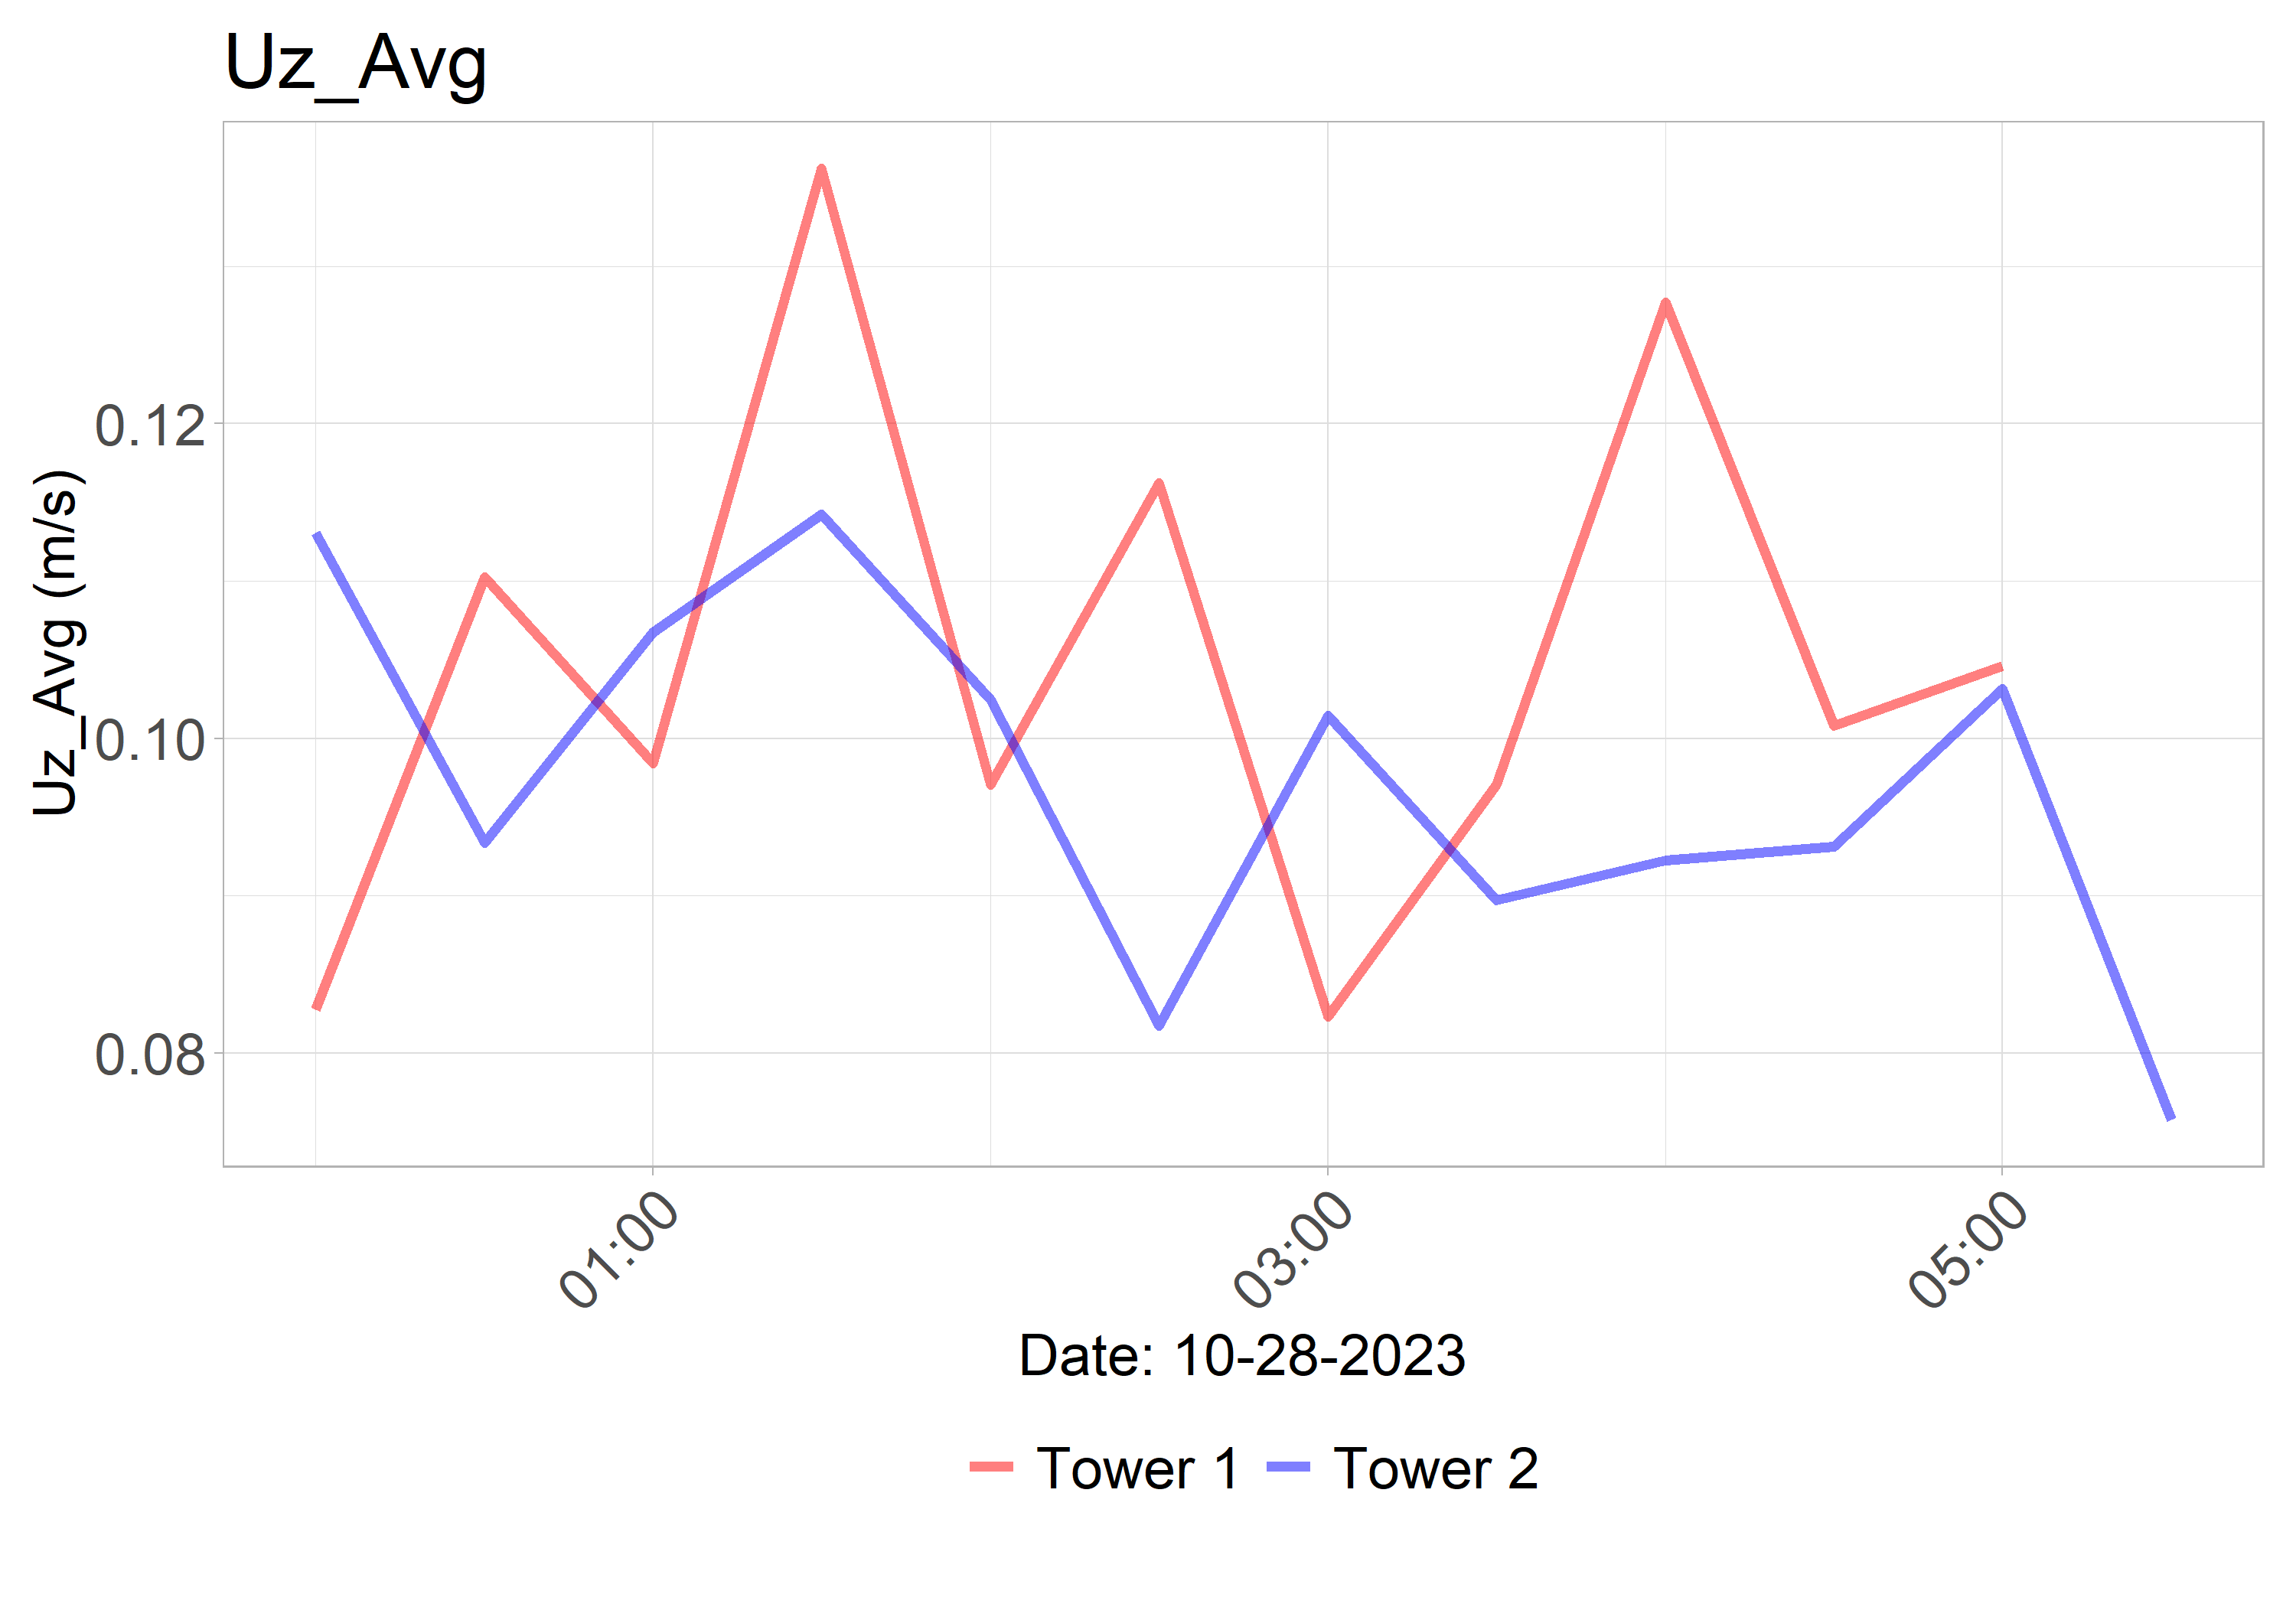 Uz_Avg
Uz_Avg (m/s)
0.12
0.10
0.08
01:00
03:00
05:00
Date: 10-28-2023
Tower 1
Tower 2